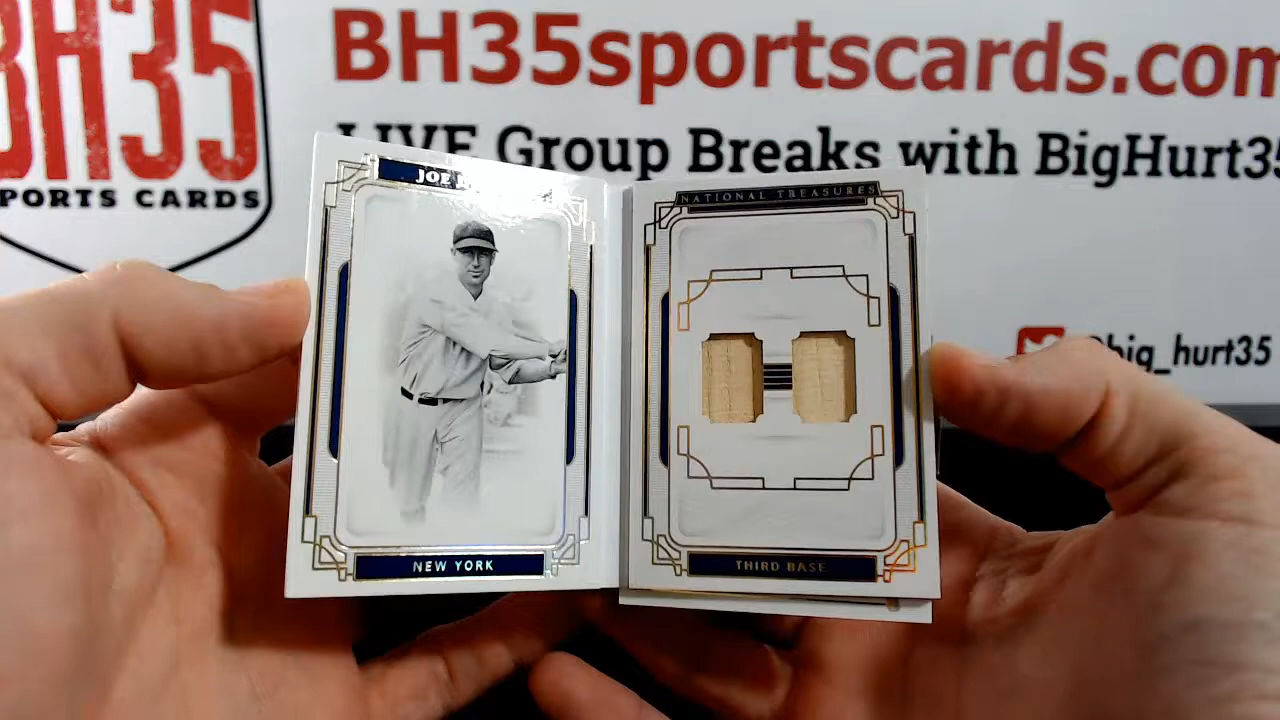 BH35
SPORTS CARDS
BH35sportscards.com
LIVE Group Breaks with BigHurt35
@big_hurt35
JOE
NEW YORK
NATIONAL TREASURES
THIRD BASE